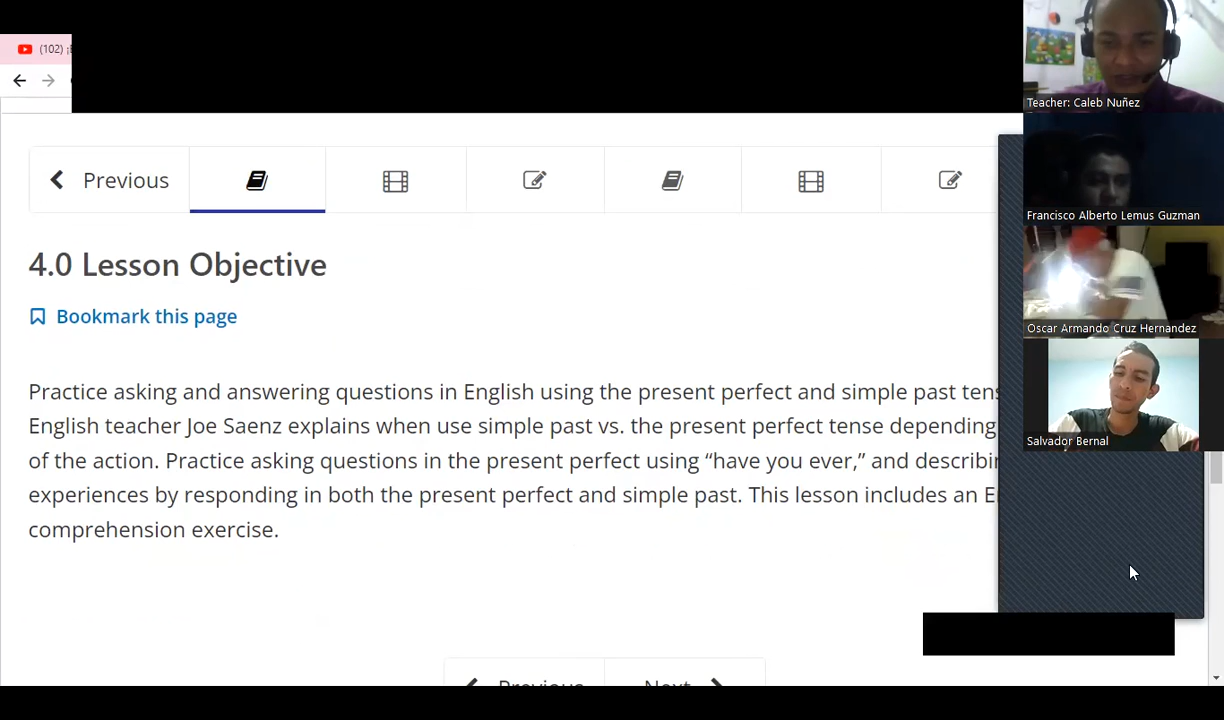 (102)
Teacher: Caleb Nuñez
Previous
Francisco Alberto Lemus Guzman
4.0 Lesson Objective
Bookmark this page
Oscar Armando Cruz Hernandez
Practice asking and answering questions in English using the present perfect and simple past
English teacher Joe Saenz explains when use simple past vs. the present perfect tense depending
Salvador Bernal
of the action. Practice asking questions in the present perfect using “have you ever,” and
experiences by responding in both the present perfect and simple past. This lesson includes an
comprehension exercise.
Previous
Next